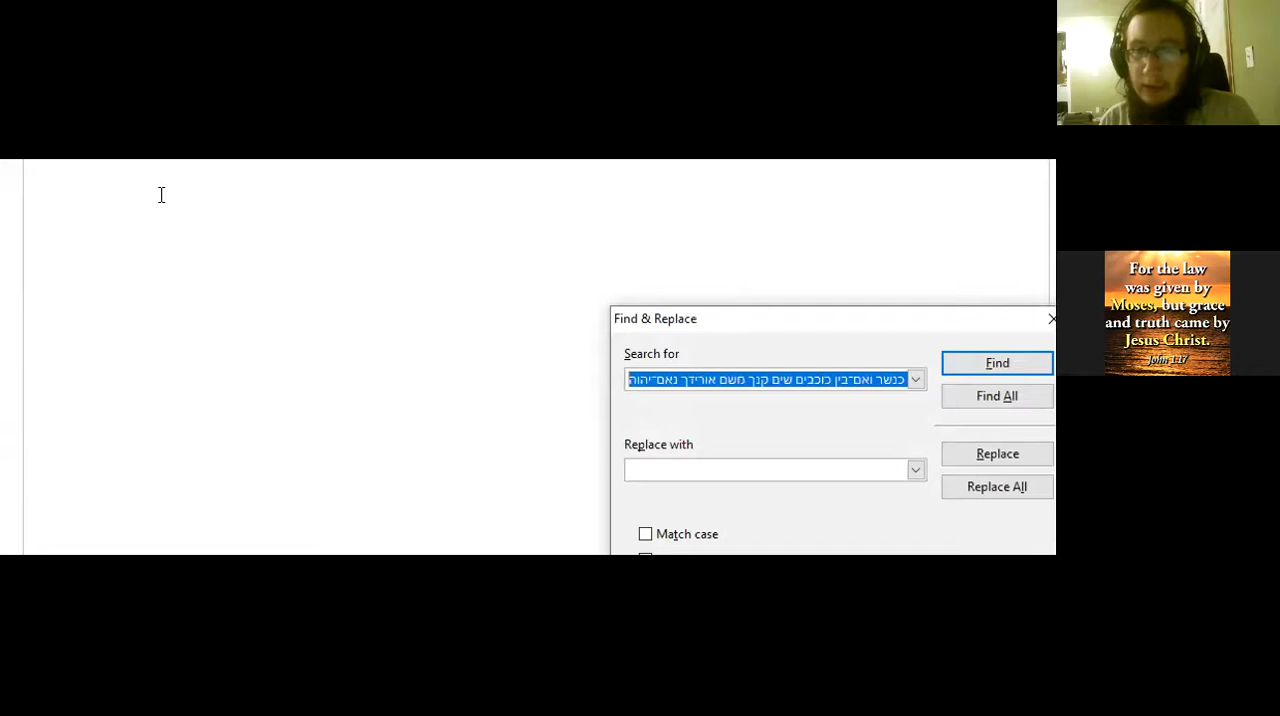 For the law
was given by
Moses, but grace
and truth came by
Jesus Christ.
John 1:17
Find & Replace
Search for
כנשר ואם־בין כוכבים שים קנך משם אורידך נאם־יהוה
Find
Find All
Replace with
Replace
Replace All
Match case